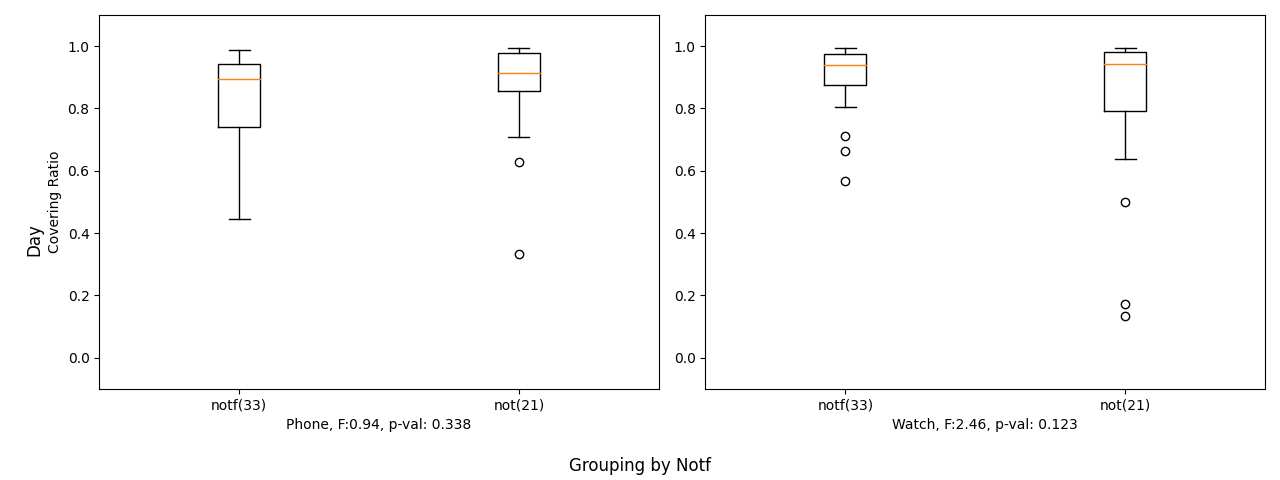 1.0
0.8
0.6
0.4
0.2
0.0
Day
Covering Ratio
notf(33)
not(21)
Phone, F:0.94, p-val: 0.338
1.0
0.8
0.6
0.4
0.2
0.0
notf(33)
not(21)
Watch, F:2.46, p-val: 0.123
Grouping by Notf